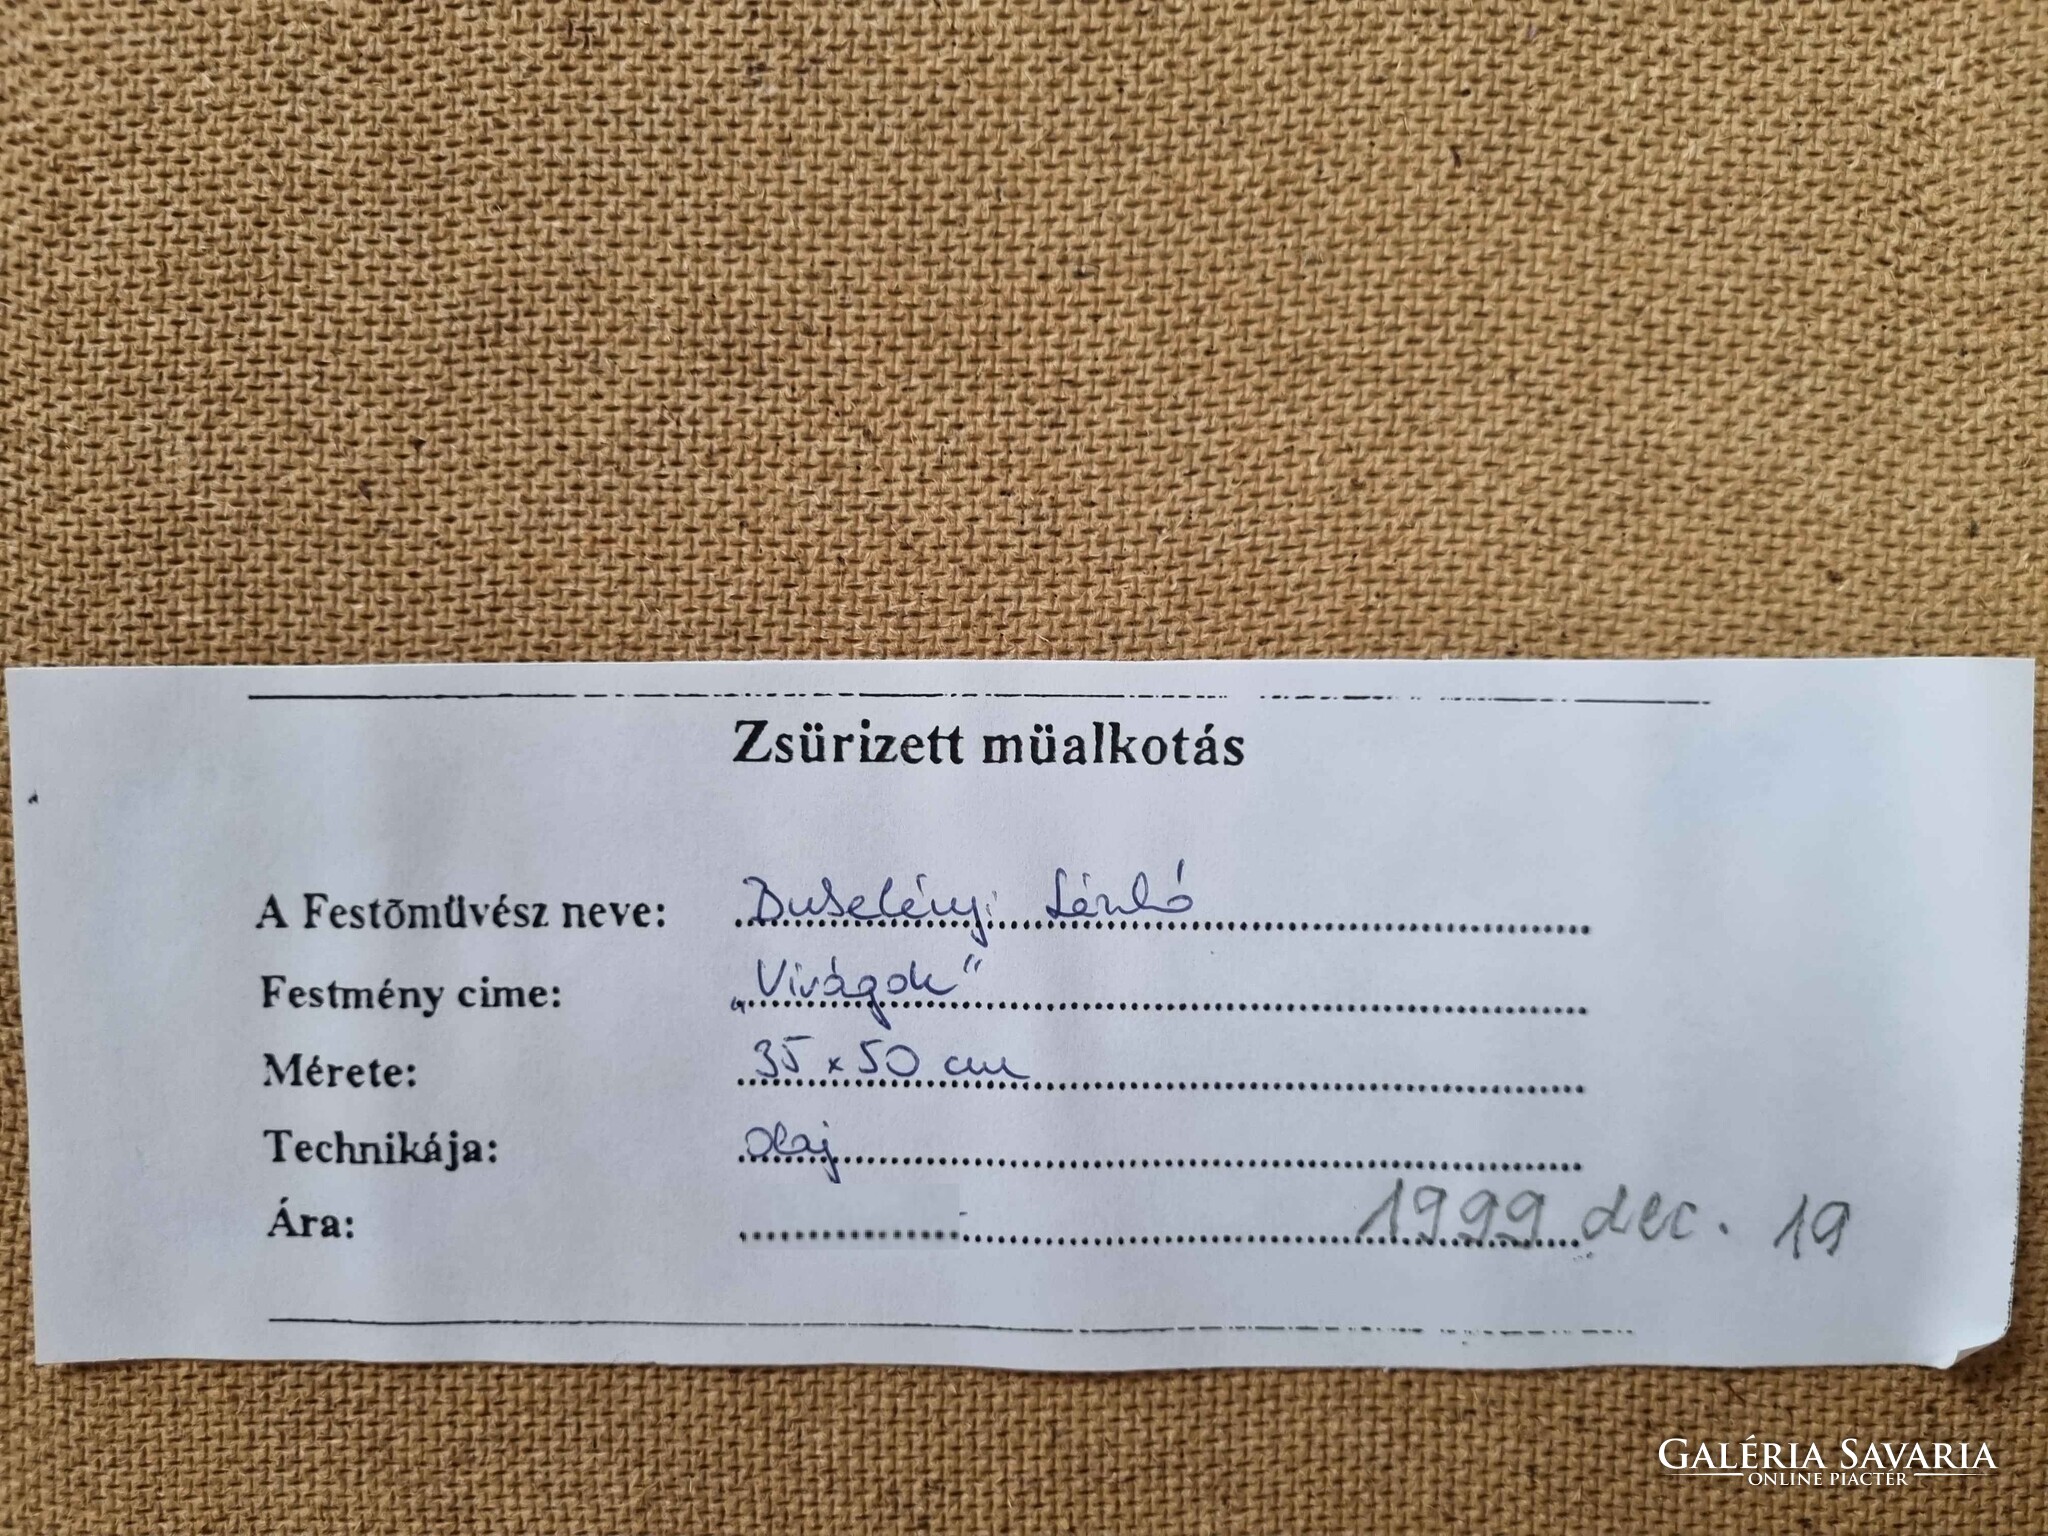 Zsürizett müalkotás
A Festőművész neve: Buselényi László
Festmény cime: „Virágok"
Mérete: 35 x 50 cm
Technikája: olaj
Ára: 1999 dec. 19
GALÉRIA SAVARIA
ONLINE PIACTÉR